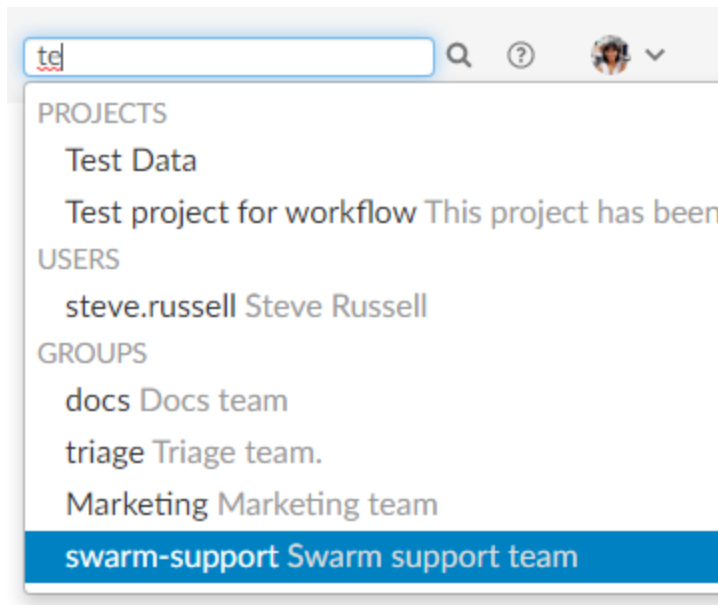 te
PROJECTS
Test Data
Test project for workflow This project has been
USERS
steve.russell Steve Russell
GROUPS
docs Docs team
triage Triage team.
Marketing Marketing team
swarm-support Swarm support team